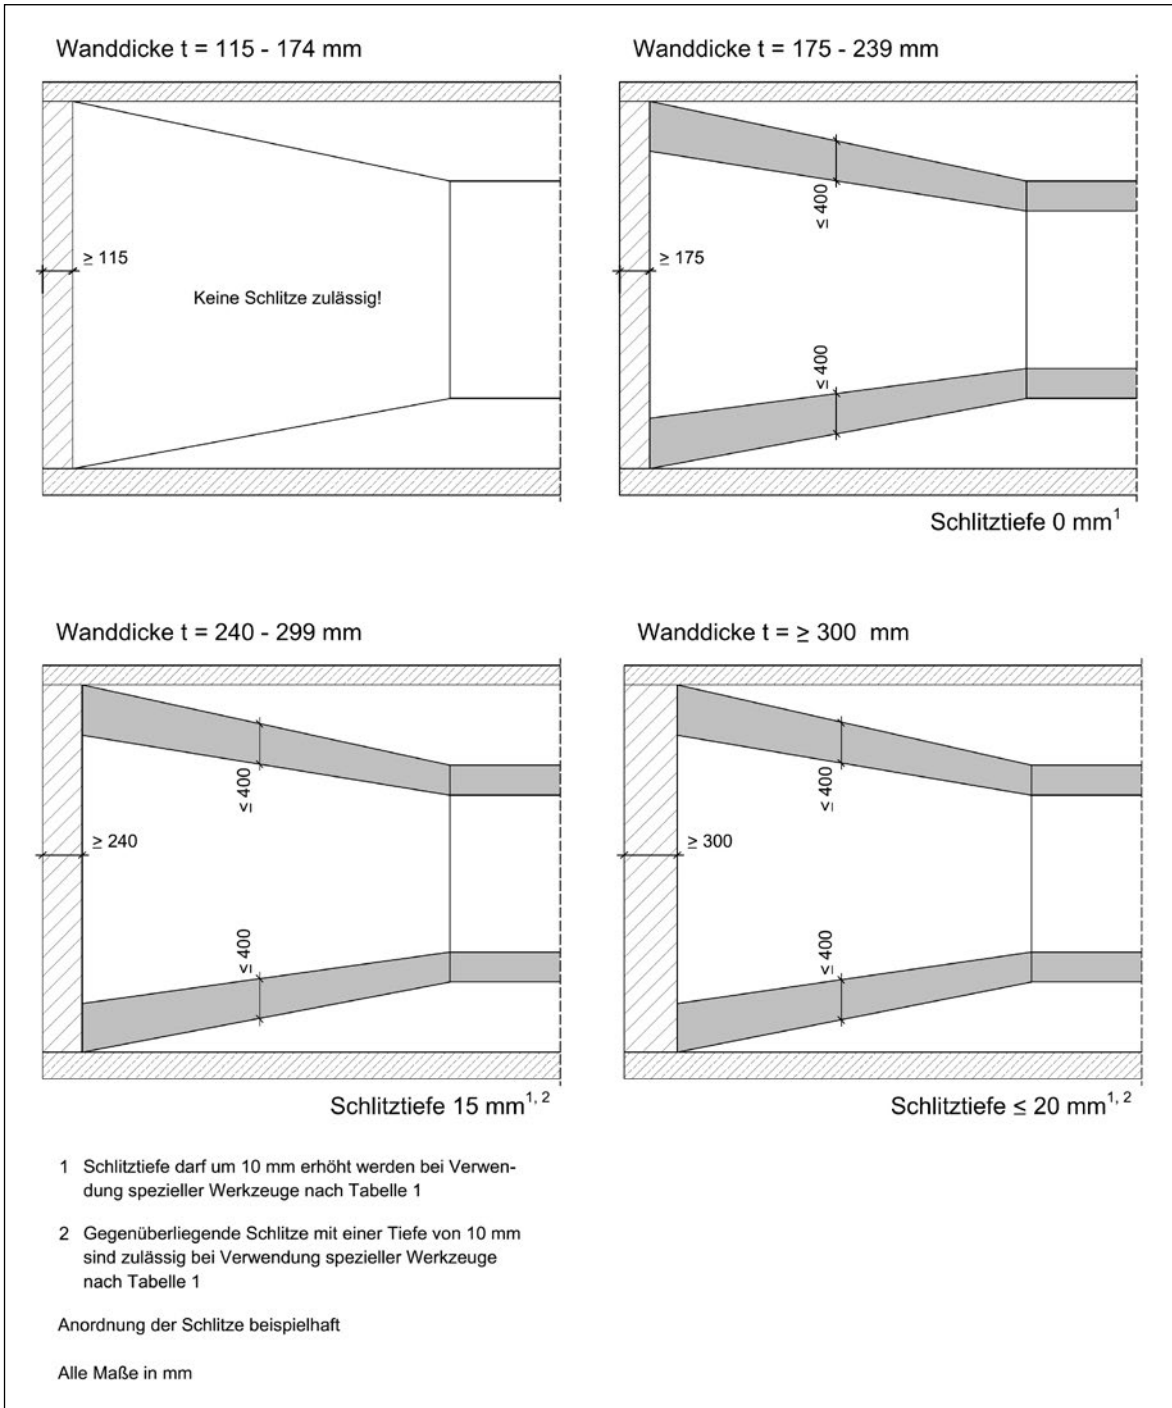 Wanddicke t = 115 - 174 mm
≥ 115
Keine Schlitze zulässig!
Wanddicke t = 175 - 239 mm
≤ 400
≥ 175
≤ 400
Schlitztiefe 0 mm¹
Wanddicke t = 240 - 299 mm
≤ 400
≥ 240
≤ 400
Schlitztiefe 15 mm¹˒ ²
Wanddicke t = ≥ 300 mm
≤ 400
≥ 300
≤ 400
Schlitztiefe ≤ 20 mm¹˒ ²
1 Schlitztiefe darf um 10 mm erhöht werden bei Verwen-
dung spezieller Werkzeuge nach Tabelle 1
2 Gegenüberliegende Schlitze mit einer Tiefe von 10 mm
sind zulässig bei Verwendung spezieller Werkzeuge
nach Tabelle 1
Anordnung der Schlitze beispielhaft
Alle Maße in mm